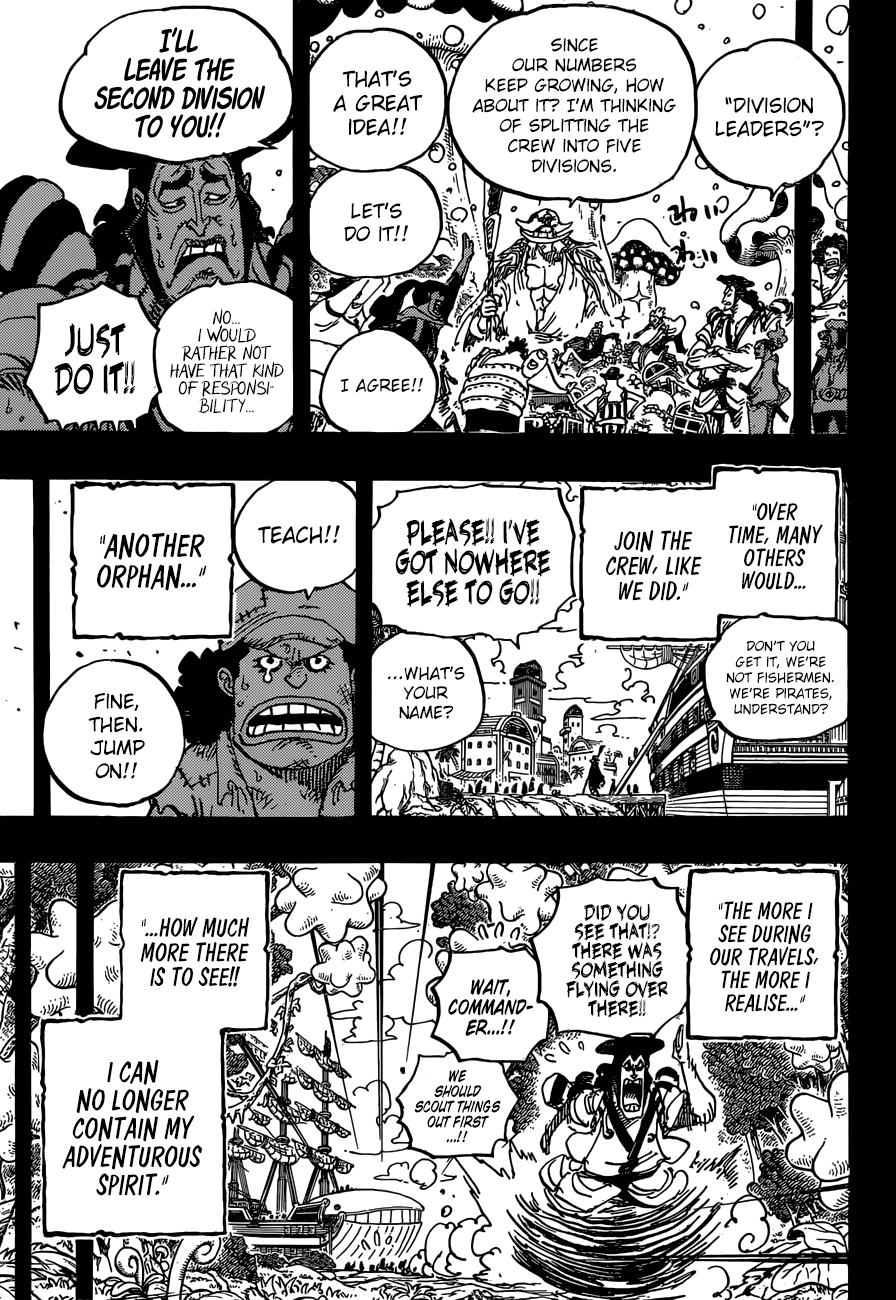 "DIVISION
LEADERS"?
SINCE
OUR NUMBERS
KEEP GROWING, HOW
ABOUT IT? I'M THINKING
OF SPLITTING THE
CREW INTO FIVE
DIVISIONS.
THAT'S
A GREAT
IDEA!!
LET'S
DO IT!!
I AGREE!!
I'LL
LEAVE THE
SECOND DIVISION
TO YOU!!
NO...
I WOULD
RATHER NOT
HAVE THAT KIND
OF RESPONSI-
BILITY...
JUST
DO IT!!
"OVER
TIME, MANY
OTHERS
WOULD...
JOIN THE
CREW, LIKE
WE DID."
DON'T YOU
GET IT, WE'RE
NOT FISHERMEN.
WE'RE PIRATES,
UNDERSTAND?
PLEASE!! I'VE
GOT NOWHERE
ELSE TO GO!!
...WHAT'S
YOUR
NAME?
TEACH!!
"ANOTHER
ORPHAN..."
FINE,
THEN.
JUMP
ON!!
"THE MORE I
SEE DURING
OUR TRAVELS,
THE MORE I
REALISE..."
DID YOU
SEE THAT!?
THERE WAS
SOMETHING
FLYING OVER
THERE!!
WAIT,
COMMAND-
ER...!!
WE
SHOULD
SCOUT THINGS
OUT FIRST
...!!
"...HOW MUCH
MORE THERE
IS TO SEE!!
I CAN
NO LONGER
CONTAIN MY
ADVENTUROUS
SPIRIT."